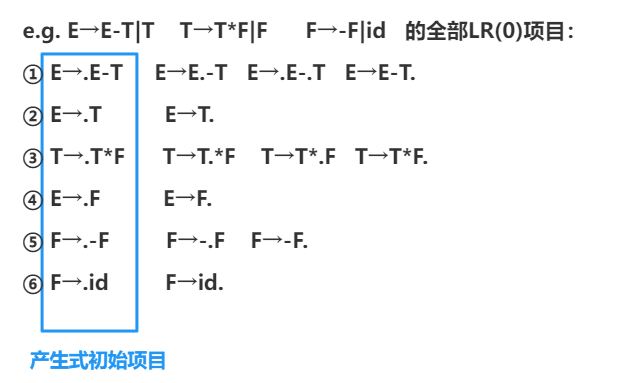 e.g. E→E-T|T T→T*F|F F→-F|id 的全部LR(0)项目：
① E→.E-T E→E.-T E→.E-.T E→E-T.
② E→.T E→T.
③ T→.T*F T→T.*F T→T*.F T→T*F.
④ E→.F E→F.
⑤ F→.-F F→-.F F→-F.
⑥ F→.id F→id.
产生式初始项目